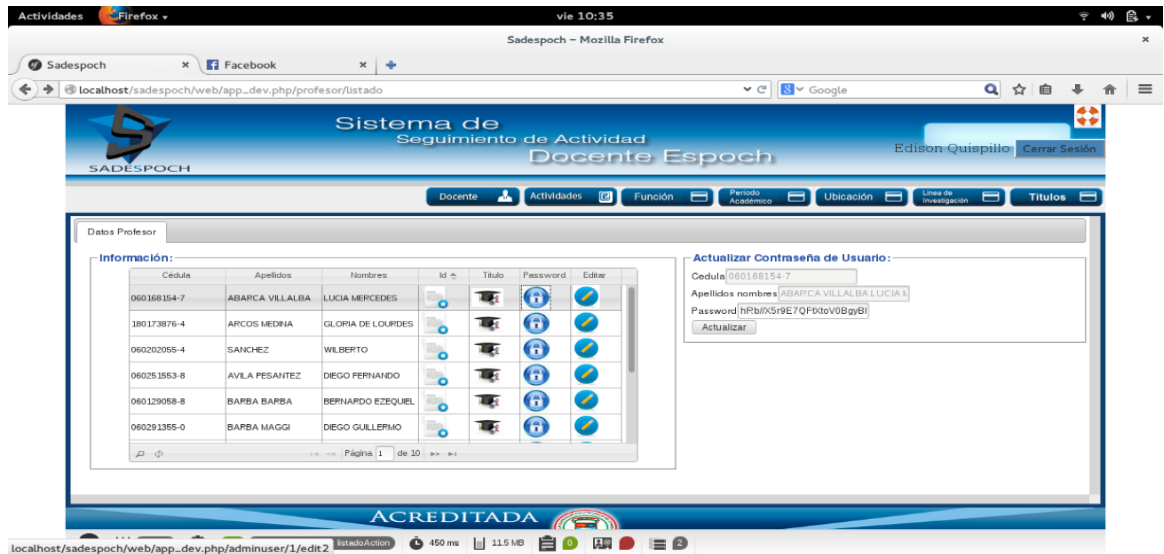 Actividades Firefox vie 10:35
Sadespoch – Mozilla Firefox
Sadespoch Facebook
localhost/sadespoch/web/app_dev.php/profesor/listado Google
Sistema de
Seguimiento de Actividad
Docente Espoch
SADESPOCH
Edison Quispillo Cerrar Sesión
Docente Actividades Función Periodo Académico Ubicación Linea de Investigación Títulos
Datos Profesor
Información:
Cédula Apellidos Nombres Id Título Password Editar
060168154-7 ABARCA VILLALBA LUCIA MERCEDES
180173876-4 ARCOS MEDINA GLORIA DE LOURDES
060202055-4 SANCHEZ WILBERTO
060251553-8 AVILA PESANTEZ DIEGO FERNANDO
060129058-8 BARBA BARBA BERNARDO EZEQUIEL
060291355-0 BARBA MAGGI DIEGO GUILLERMO
Página 1 de 10
Actualizar Contraseña de Usuario:
Cedula 060168154-7
Apellidos nombres ABARCA VILLALBA LUCIA M
Password
Actualizar
ACREDITADA
listadoAction 450 ms 11.5 MB 0 2
localhost/sadespoch/web/app_dev.php/adminuser/1/edit2